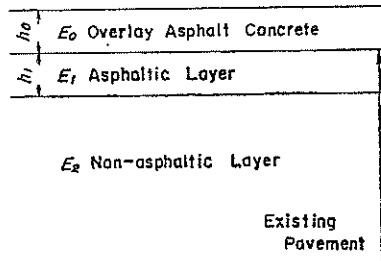 h0 E0 Overlay Asphalt Concrete
h1 E1 Asphaltic Layer
E2 Non-asphaltic Layer
Existing
Pavement